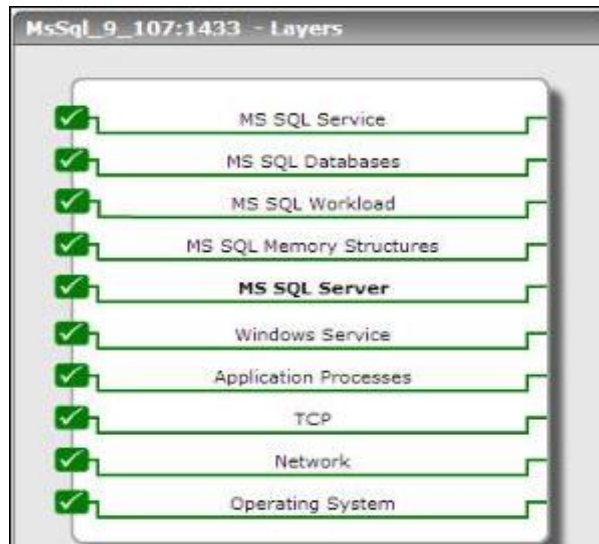 MsSql_9_107:1433 - Layers
MS SQL Service
MS SQL Databases
MS SQL Workload
MS SQL Memory Structures
MS SQL Server
Windows Service
Application Processes
TCP
Network
Operating System